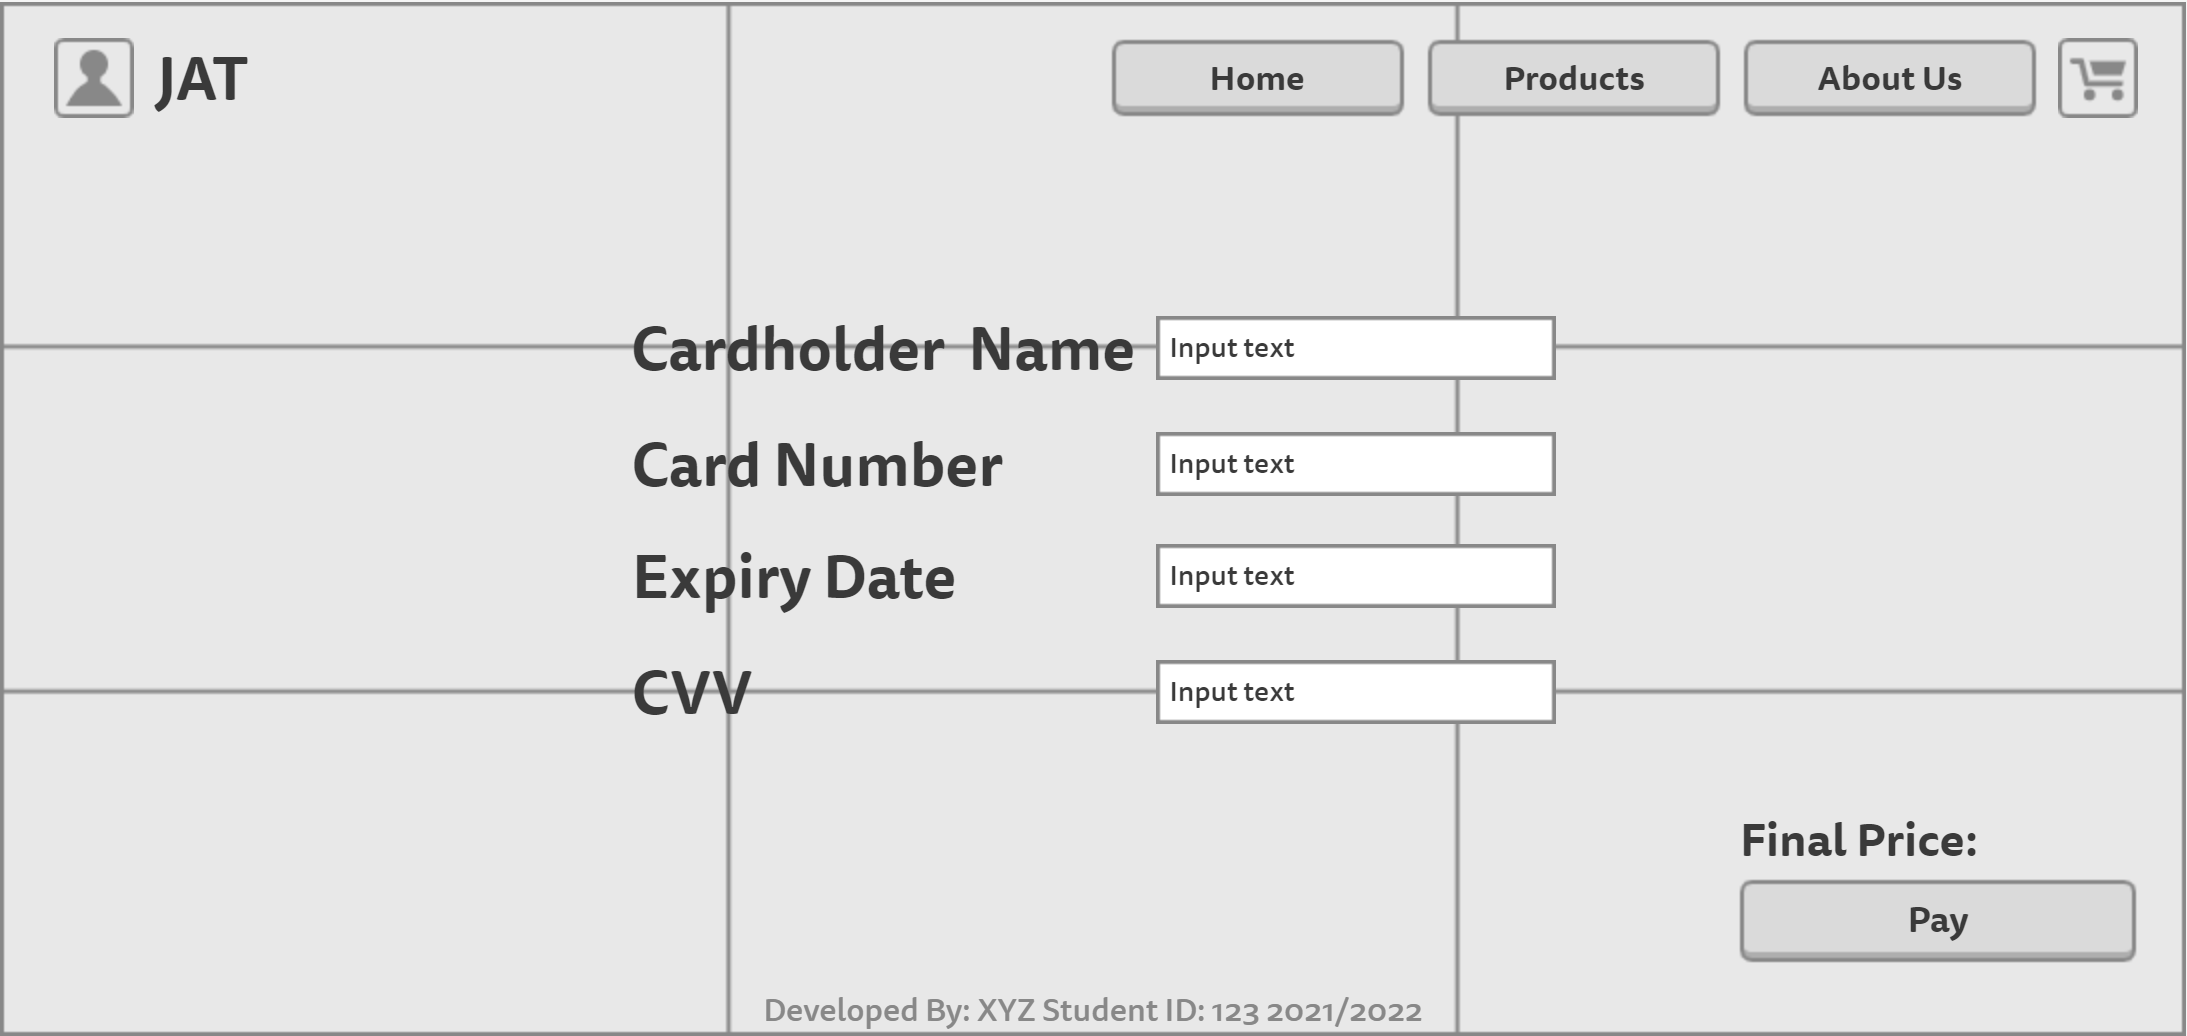 JAT
Home
Products
About Us
Cardholder  Name
Input text
Card Number
Input text
Expiry Date
Input text
CVV
Input text
Final Price:
Pay
Developed By: XYZ Student ID: 123 2021/2022